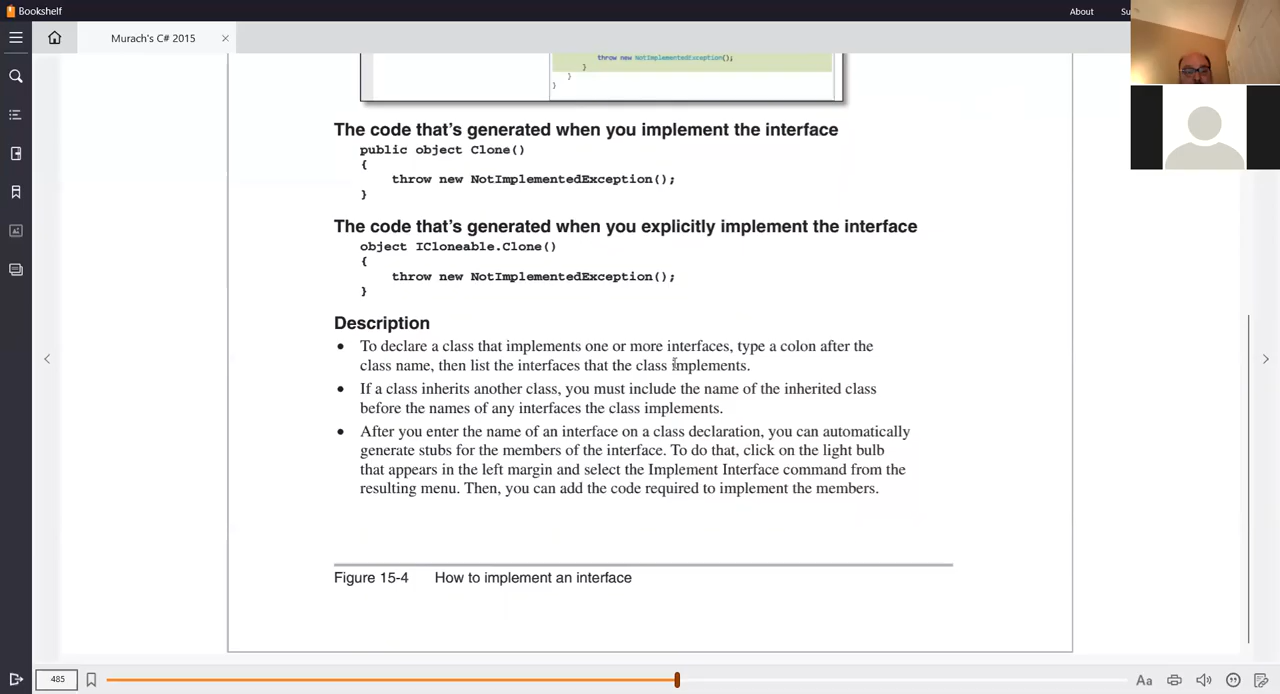 Bookshelf
About
Su
Murach's C# 2015
throw new NotImplementedException();
}
}
}
The code that's generated when you implement the interface
public object Clone()
{
throw new NotImplementedException();
}
The code that's generated when you explicitly implement the interface
object ICloneable.Clone()
{
throw new NotImplementedException();
}
Description
• To declare a class that implements one or more interfaces, type a colon after the
class name, then list the interfaces that the class implements.
• If a class inherits another class, you must include the name of the inherited class
before the names of any interfaces the class implements.
• After you enter the name of an interface on a class declaration, you can automatically
generate stubs for the members of the interface. To do that, click on the light bulb
that appears in the left margin and select the Implement Interface command from the
resulting menu. Then, you can add the code required to implement the members.
Figure 15-4 How to implement an interface
485
Aa